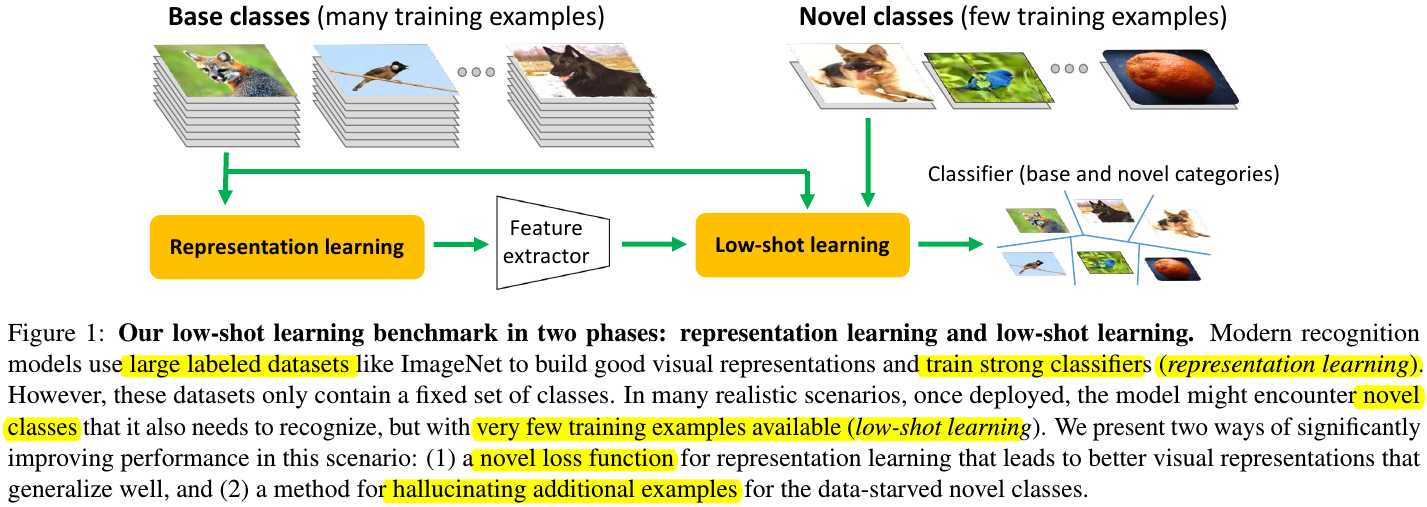 Base classes (many training examples)
Novel classes (few training examples)
Classifier (base and novel categories)
Representation learning
Feature
extractor
Low-shot learning
Figure 1: Our low-shot learning benchmark in two phases: representation learning and low-shot learning. Modern recognition
models use large labeled datasets like ImageNet to build good visual representations and train strong classifiers (representation learning).
However, these datasets only contain a fixed set of classes. In many realistic scenarios, once deployed, the model might encounter novel
classes that it also needs to recognize, but with very few training examples available (low-shot learning). We present two ways of significantly
improving performance in this scenario: (1) a novel loss function for representation learning that leads to better visual representations that
generalize well, and (2) a method for hallucinating additional examples for the data-starved novel classes.